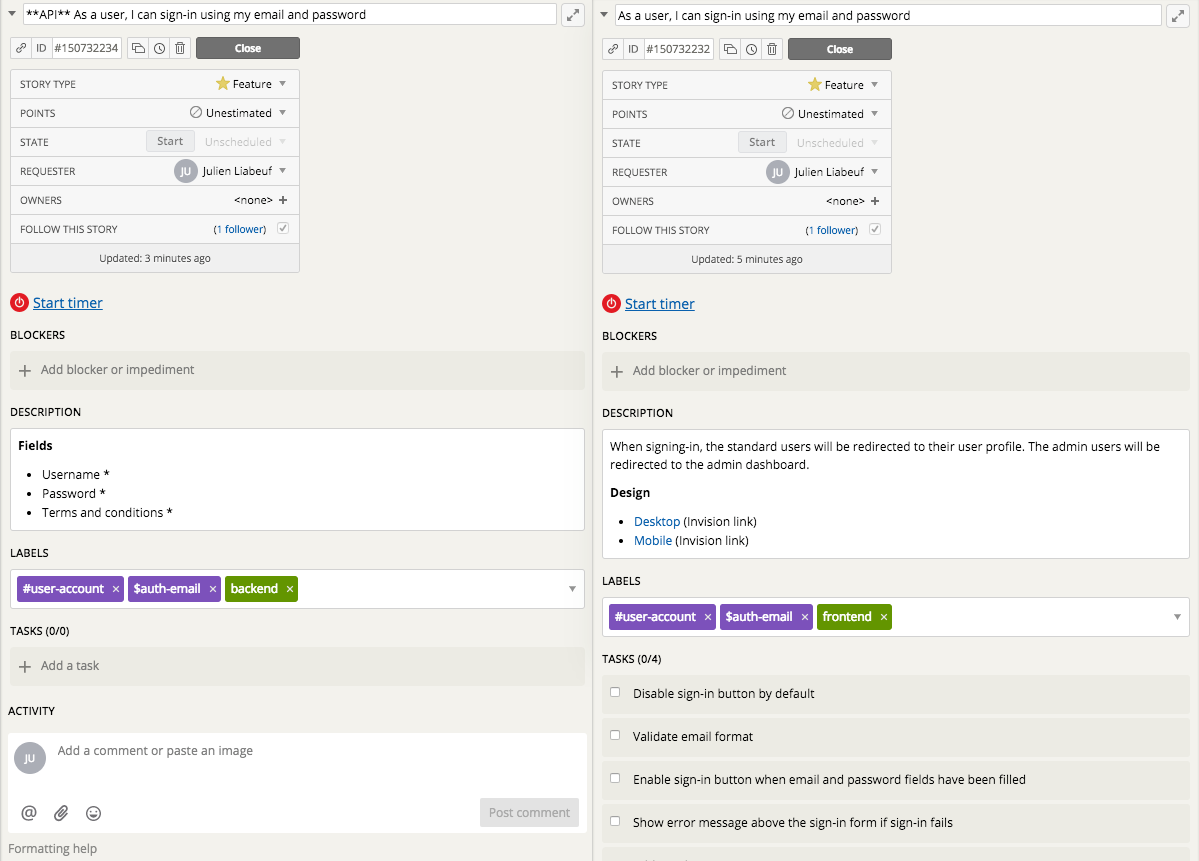 **API** As a user, I can sign-in using my email and password
ID #150732234
Close
STORY TYPE Feature
POINTS Unestimated
STATE Start Unscheduled
REQUESTER JU Julien Liabeuf
OWNERS <none> +
FOLLOW THIS STORY (1 follower)
Updated: 3 minutes ago
Start timer
BLOCKERS
+ Add blocker or impediment
DESCRIPTION
Fields
• Username *
• Password *
• Terms and conditions *
LABELS
#user-account × $auth-email × backend ×
TASKS (0/0)
+ Add a task
ACTIVITY
JU Add a comment or paste an image
@ Post comment
Formatting help
As a user, I can sign-in using my email and password
ID #150732232
Close
STORY TYPE Feature
POINTS Unestimated
STATE Start Unscheduled
REQUESTER JU Julien Liabeuf
OWNERS <none> +
FOLLOW THIS STORY (1 follower)
Updated: 5 minutes ago
Start timer
BLOCKERS
+ Add blocker or impediment
DESCRIPTION
When signing-in, the standard users will be redirected to their user profile. The admin users will be
redirected to the admin dashboard.
Design
• Desktop (Invision link)
• Mobile (Invision link)
LABELS
#user-account × $auth-email × frontend ×
TASKS (0/4)
Disable sign-in button by default
Validate email format
Enable sign-in button when email and password fields have been filled
Show error message above the sign-in form if sign-in fails